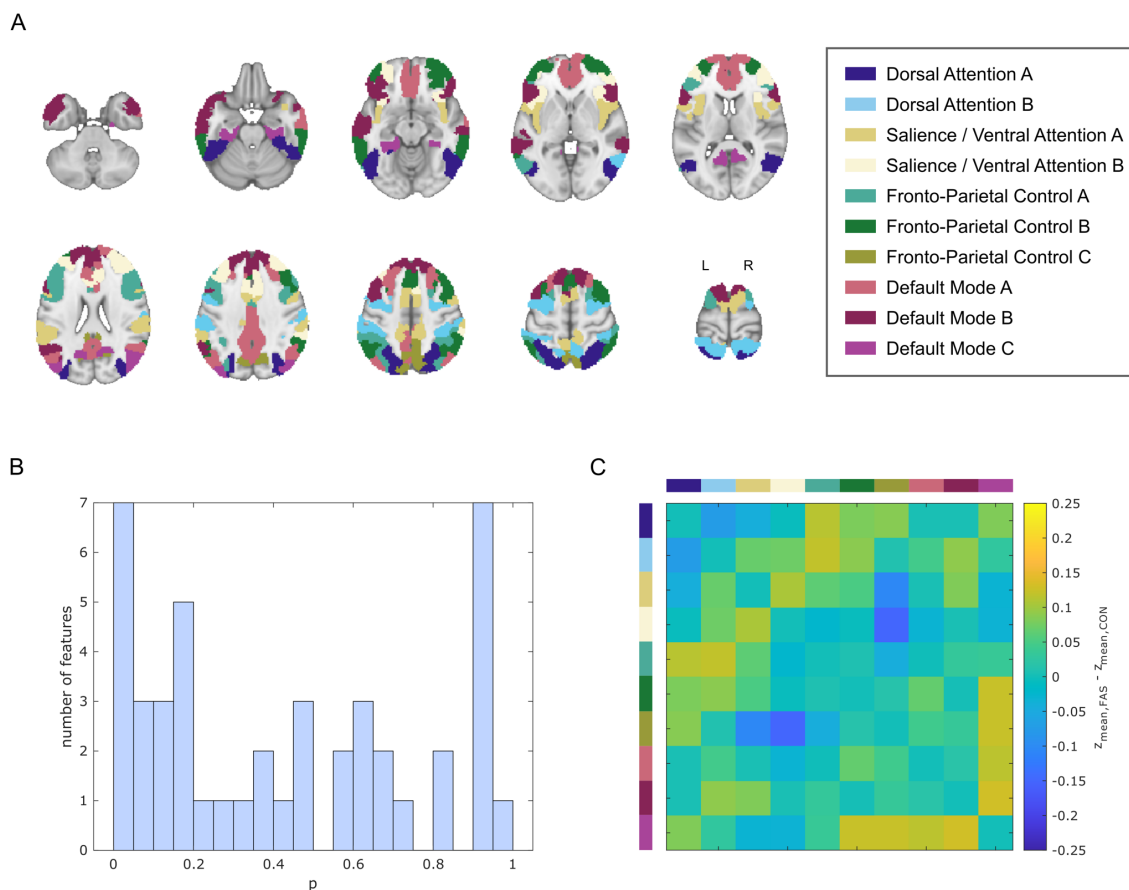 A
L R
Dorsal Attention A
Dorsal Attention B
Salience / Ventral Attention A
Salience / Ventral Attention B
Fronto-Parietal Control A
Fronto-Parietal Control B
Fronto-Parietal Control C
Default Mode A
Default Mode B
Default Mode C
B
number of features
7
6
5
4
3
2
1
0
0 0.2 0.4 0.6 0.8 1
p
C
0.25
0.2
0.15
0.1
0.05
0
-0.05
-0.1
-0.15
-0.2
-0.25
z mean,FAS - z mean,CON